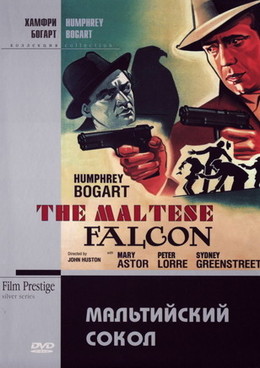 ХАМФРИ HUMPHREY
БОГАРТ BOGART
коллекция collection
HUMPHREY
BOGART
THE MALTESE
FALCON
Directed by
JOHN HUSTON
with MARY ASTOR PETER LORRE SYDNEY GREENSTREET
Film Prestige
silver series
МАЛЬТИЙСКИЙ
СОКОЛ
DVD